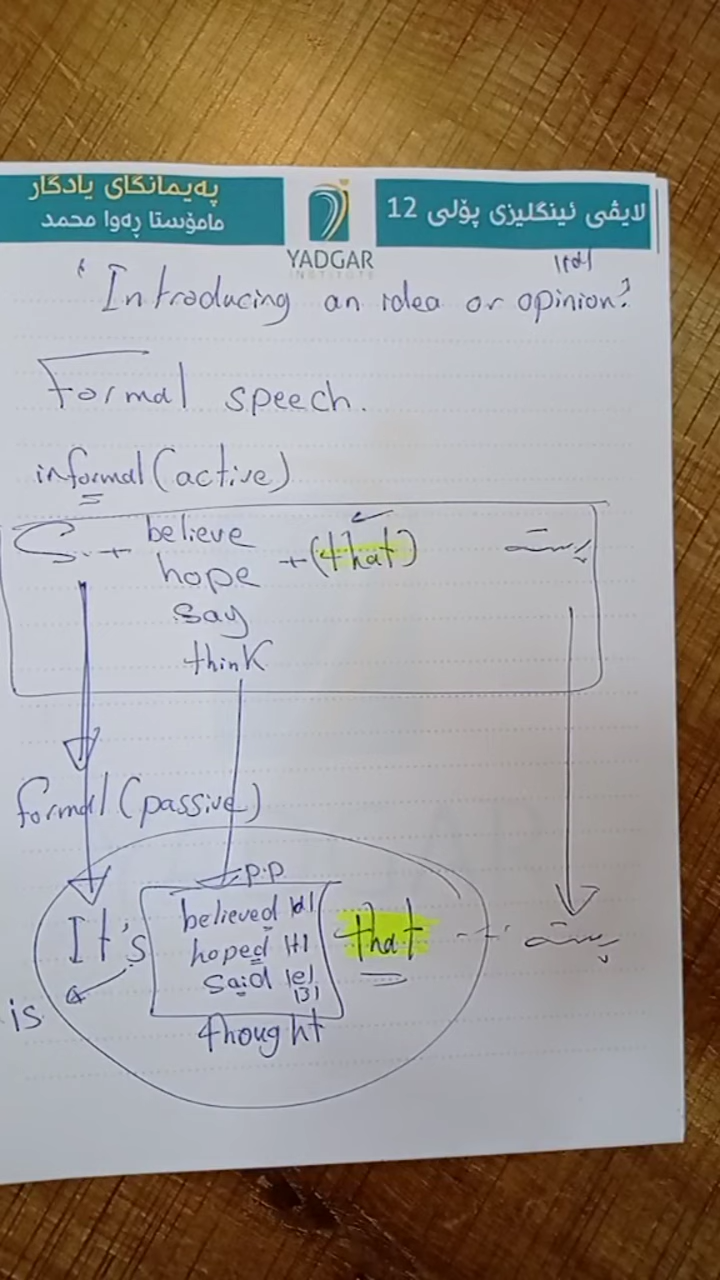 پەیمانگای یادگار
مامۆستا ڕەوا محمد
YADGAR
INSTITUTE
لایڤی ئینگلیزی پۆلی 12
'Introducing an idea or opinion?
Formal speech.
informal (active)
S. + believe + (that) ڕستە
hope
say
think
formal (passive)
p.p
It's believed /d/ that --- ڕستە
hoped /t/
said /e/
/3/
is
thought